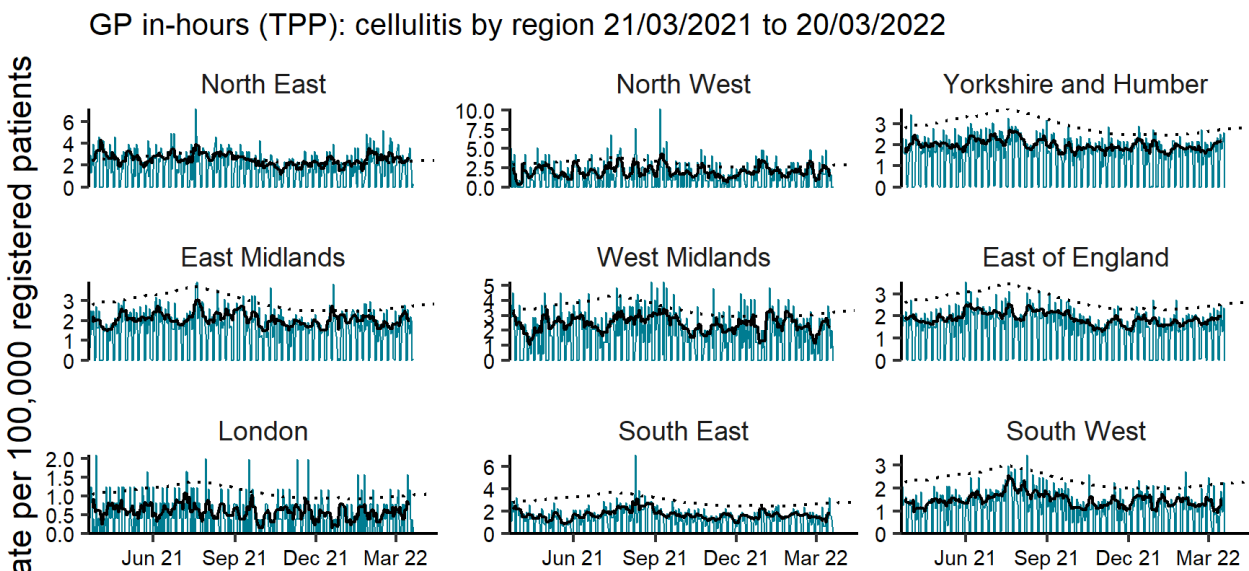 GP in-hours (TPP): cellulitis by region 21/03/2021 to 20/03/2022
ate per 100,000 registered patients
North East
6
4
2
0
North West
10.0
7.5
5.0
2.5
0.0
Yorkshire and Humber
3
2
1
0
East Midlands
3
2
1
0
West Midlands
5
4
3
2
1
0
East of England
3
2
1
0
London
2.0
1.5
1.0
0.5
0.0
Jun 21 Sep 21 Dec 21 Mar 22
South East
6
4
2
0
Jun 21 Sep 21 Dec 21 Mar 22
South West
3
2
1
0
Jun 21 Sep 21 Dec 21 Mar 22